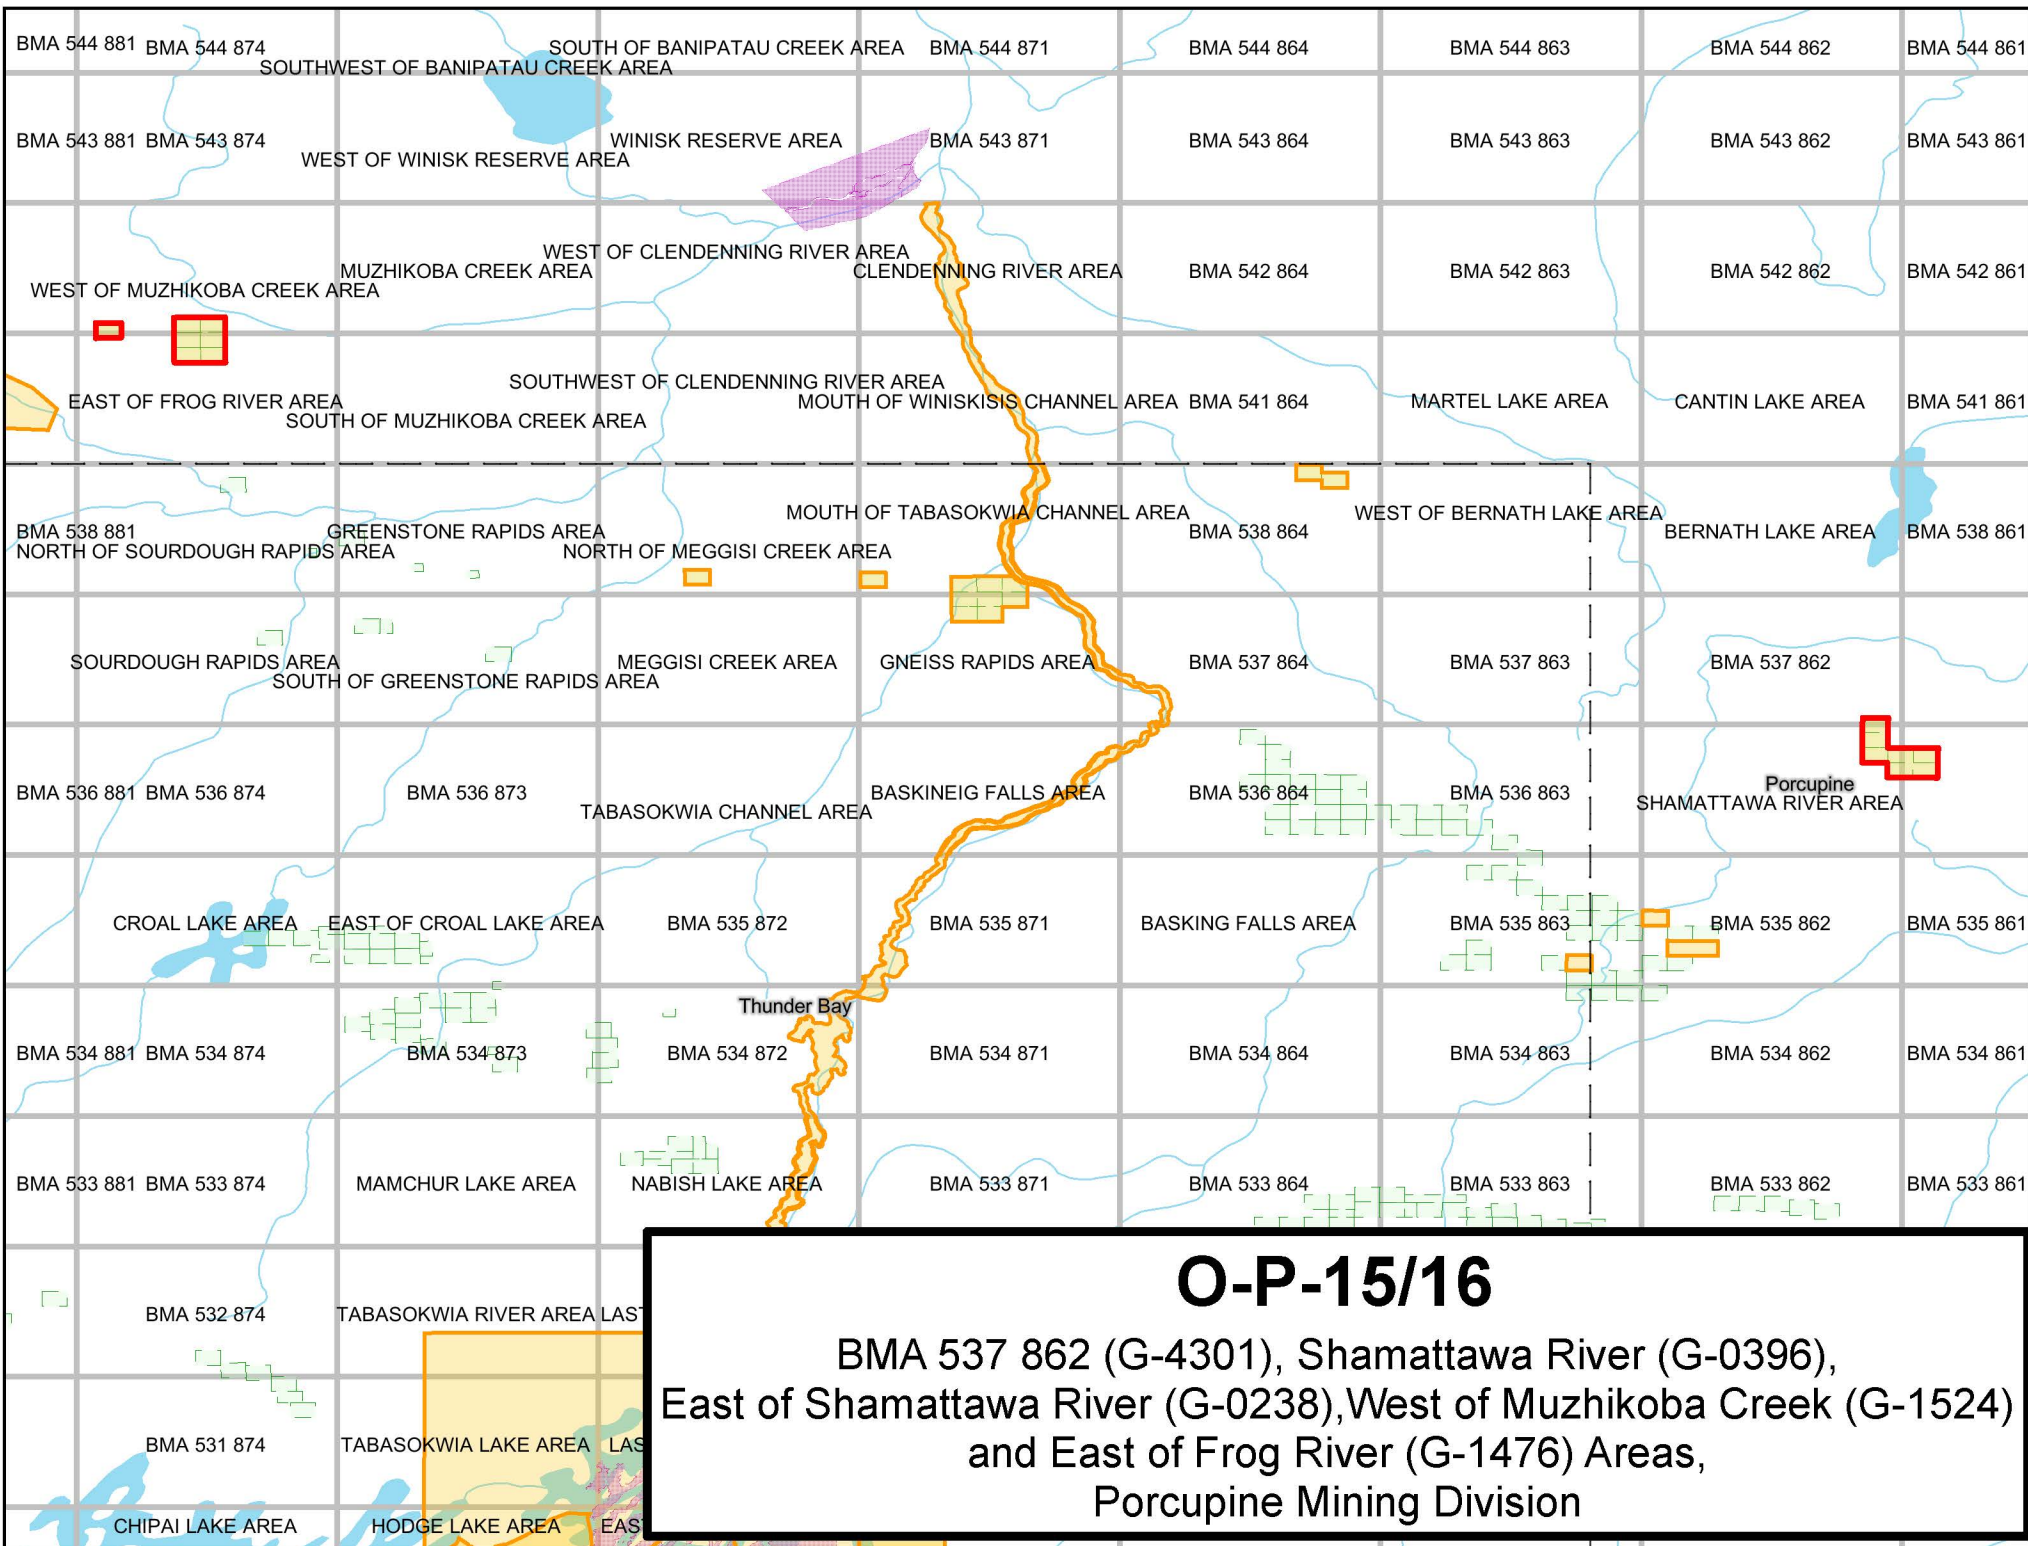 BMA 544 881
BMA 544 874
SOUTH OF BANIPATAU CREEK AREA
BMA 544 871
BMA 544 864
BMA 544 863
BMA 544 862
BMA 544 861
SOUTHWEST OF BANIPATAU CREEK AREA
BMA 543 881
BMA 543 874
WINISK RESERVE AREA
BMA 543 871
BMA 543 864
BMA 543 863
BMA 543 862
BMA 543 861
WEST OF WINISK RESERVE AREA
WEST OF CLENDENNING RIVER AREA
MUZHIKOBA CREEK AREA
CLENDENNING RIVER AREA
BMA 542 864
BMA 542 863
BMA 542 862
BMA 542 861
WEST OF MUZHIKOBA CREEK AREA
SOUTHWEST OF CLENDENNING RIVER AREA
EAST OF FROG RIVER AREA
MOUTH OF WINISKISIS CHANNEL AREA
BMA 541 864
MARTEL LAKE AREA
CANTIN LAKE AREA
BMA 541 861
SOUTH OF MUZHIKOBA CREEK AREA
MOUTH OF TABASOKWIA CHANNEL AREA
WEST OF BERNATH LAKE AREA
BMA 538 881
GREENSTONE RAPIDS AREA
BMA 538 864
BERNATH LAKE AREA
BMA 538 861
NORTH OF SOURDOUGH RAPIDS AREA
NORTH OF MEGGISI CREEK AREA
SOURDOUGH RAPIDS AREA
MEGGISI CREEK AREA
GNEISS RAPIDS AREA
BMA 537 864
BMA 537 863
BMA 537 862
SOUTH OF GREENSTONE RAPIDS AREA
Porcupine
BMA 536 881
BMA 536 874
BMA 536 873
BASKINEIG FALLS AREA
BMA 536 864
BMA 536 863
SHAMATTAWA RIVER AREA
TABASOKWIA CHANNEL AREA
CROAL LAKE AREA
EAST OF CROAL LAKE AREA
BMA 535 872
BMA 535 871
BASKING FALLS AREA
BMA 535 863
BMA 535 862
BMA 535 861
Thunder Bay
BMA 534 881
BMA 534 874
BMA 534 873
BMA 534 872
BMA 534 871
BMA 534 864
BMA 534 863
BMA 534 862
BMA 534 861
BMA 533 881
BMA 533 874
MAMCHUR LAKE AREA
NABISH LAKE AREA
BMA 533 871
BMA 533 864
BMA 533 863
BMA 533 862
BMA 533 861
BMA 532 874
TABASOKWIA RIVER AREA
LAST
BMA 531 874
TABASOKWIA LAKE AREA
LAS
CHIPAI LAKE AREA
HODGE LAKE AREA
EAS
O-P-15/16
BMA 537 862 (G-4301), Shamattawa River (G-0396),
East of Shamattawa River (G-0238),West of Muzhikoba Creek (G-1524)
and East of Frog River (G-1476) Areas,
Porcupine Mining Division